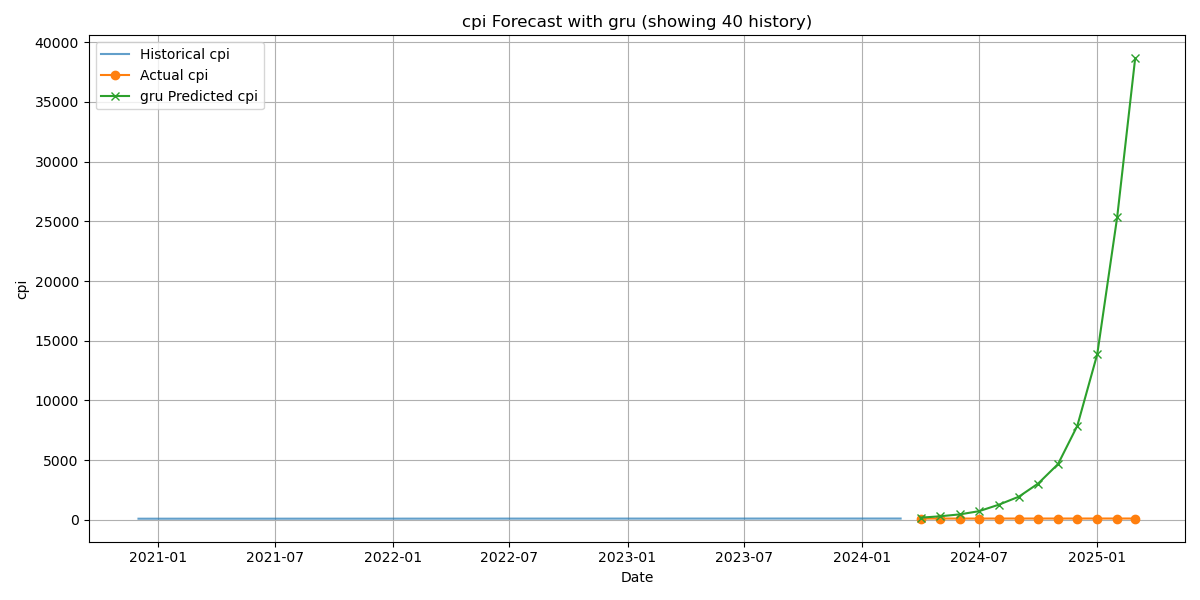 cpi Forecast with gru (showing 40 history)
Historical cpi
Actual cpi
gru Predicted cpi
40000
35000
30000
25000
20000
15000
10000
5000
0
cpi
2021-01 2021-07 2022-01 2022-07 2023-01 2023-07 2024-01 2024-07 2025-01
Date